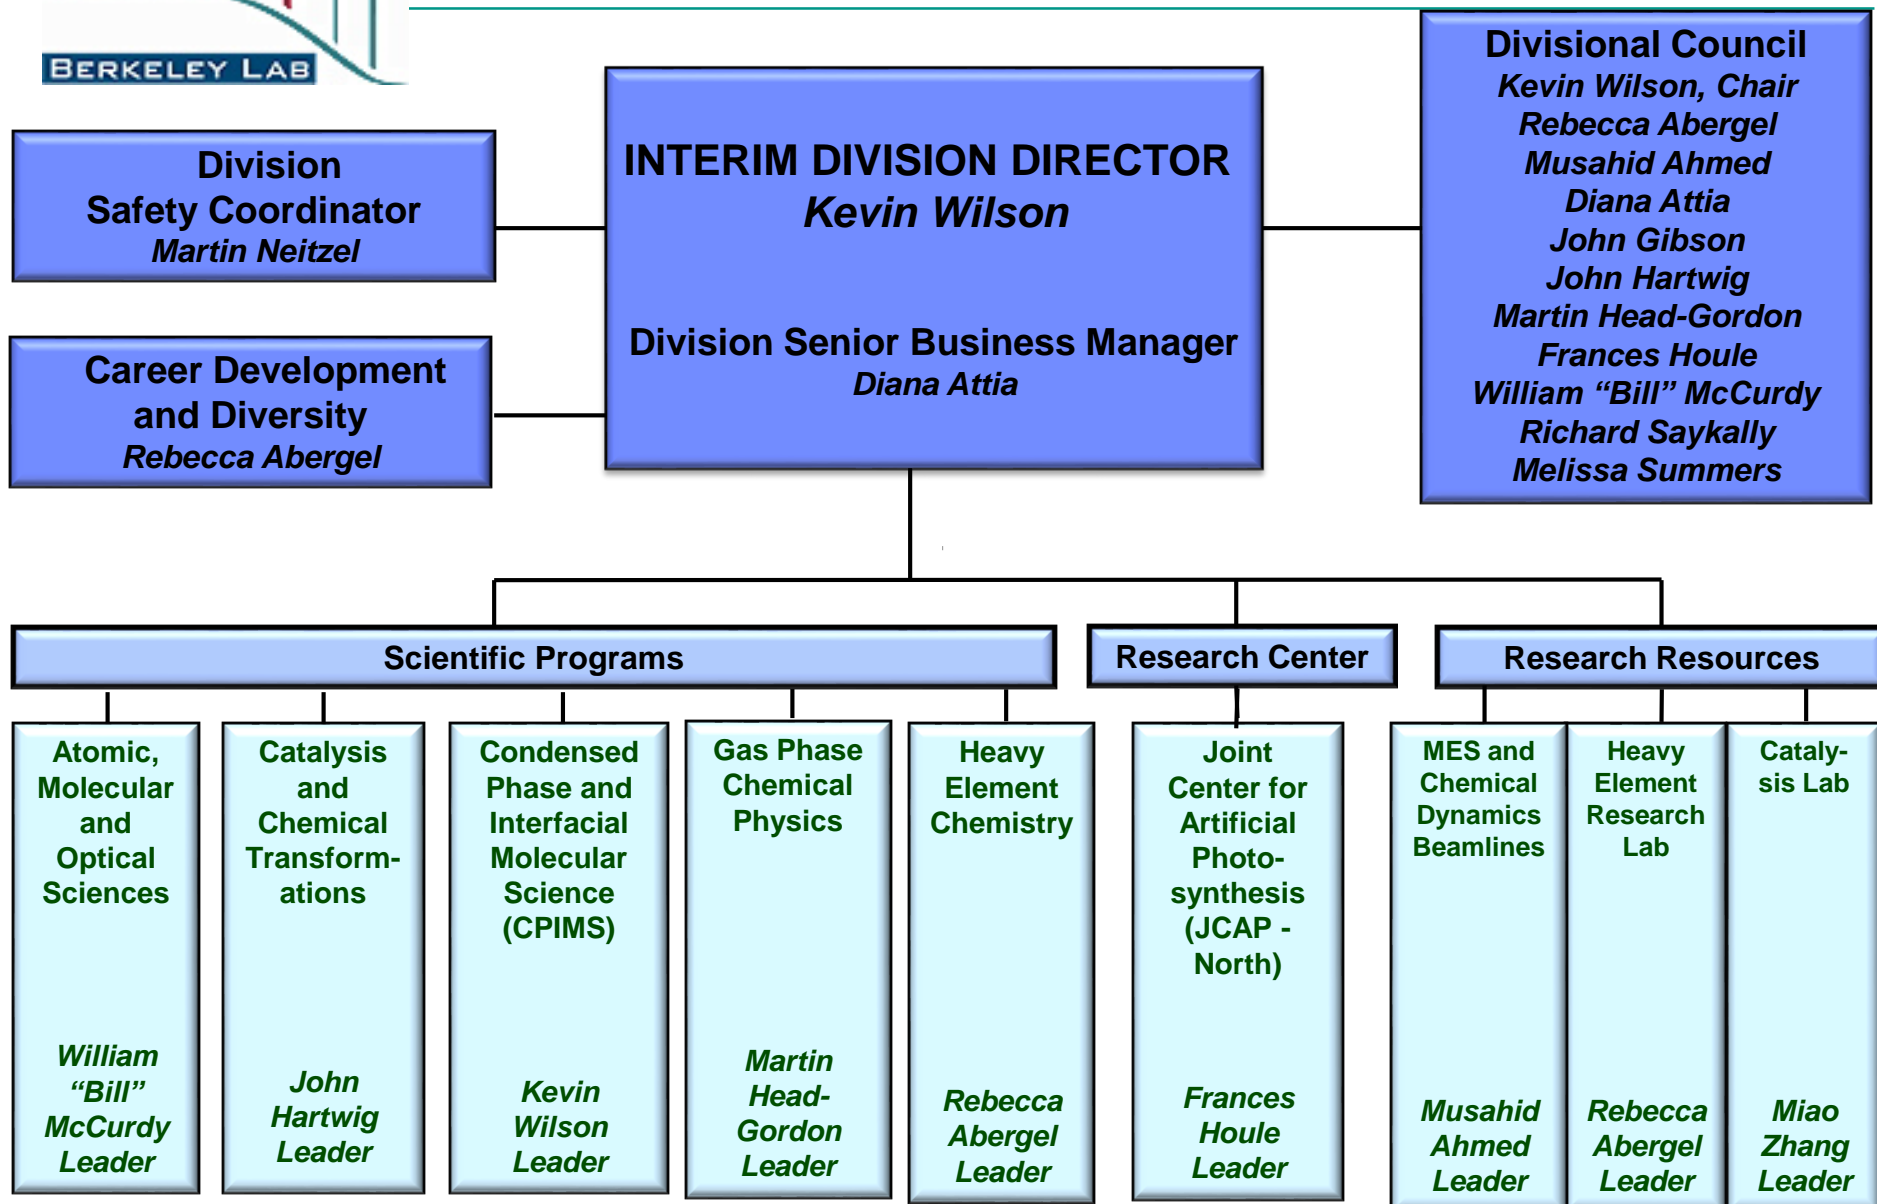 BERKELEY LAB
Division
Safety Coordinator
Martin Neitzel
Career Development
and Diversity
Rebecca Abergel
INTERIM DIVISION DIRECTOR
Kevin Wilson
Division Senior Business Manager
Diana Attia
Divisional Council
Kevin Wilson, Chair
Rebecca Abergel
Musahid Ahmed
Diana Attia
John Gibson
John Hartwig
Martin Head-Gordon
Frances Houle
William “Bill” McCurdy
Richard Saykally
Melissa Summers
Scientific Programs
Research Center
Research Resources
Atomic,
Molecular
and
Optical
Sciences
William
“Bill”
McCurdy
Leader
Catalysis
and
Chemical
Transform-
ations
John
Hartwig
Leader
Condensed
Phase and
Interfacial
Molecular
Science
(CPIMS)
Kevin
Wilson
Leader
Gas Phase
Chemical
Physics
Martin
Head-
Gordon
Leader
Heavy
Element
Chemistry
Rebecca
Abergel
Leader
Joint
Center for
Artificial
Photo-
synthesis
(JCAP -
North)
Frances
Houle
Leader
MES and
Chemical
Dynamics
Beamlines
Musahid
Ahmed
Leader
Heavy
Element
Research
Lab
Rebecca
Abergel
Leader
Cataly-
sis Lab
Miao
Zhang
Leader